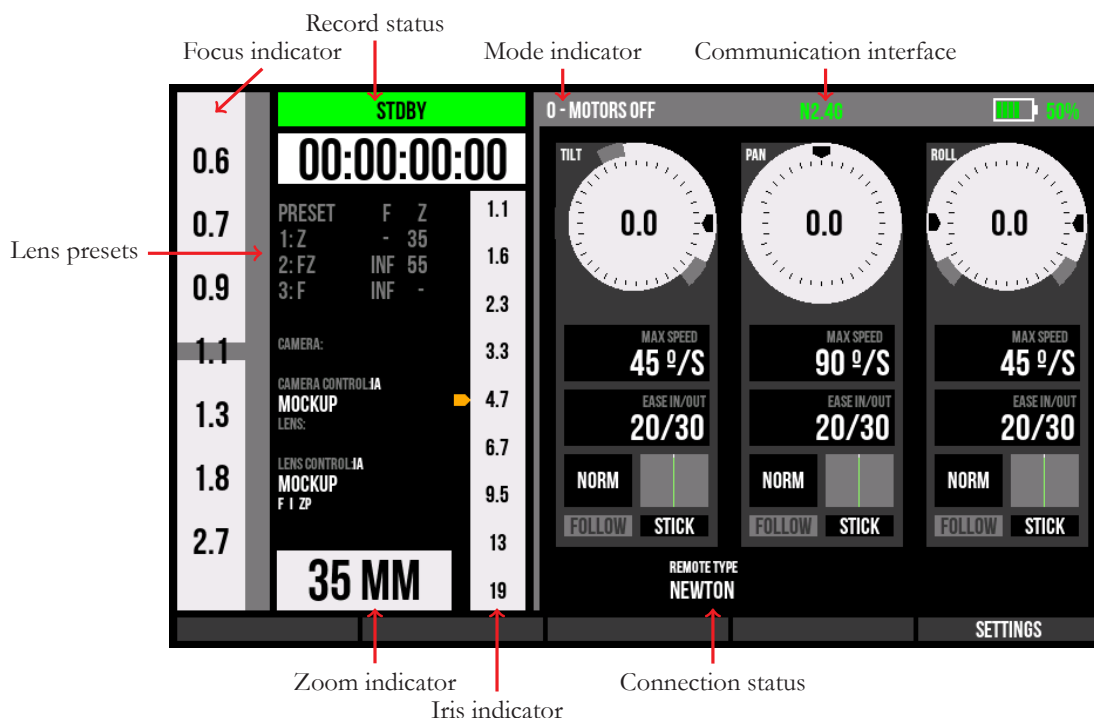 Record status
Focus indicator
Mode indicator
Communication interface
STDBY
0 - MOTORS OFF
N2.4G
50%
00:00:00:00
Lens presets
0.6
0.7
0.9
1.1
1.3
1.8
2.7
PRESET F Z
1: Z - 35
2: FZ INF 55
3: F INF -
CAMERA:
CAMERA CONTROL:IA
MOCKUP
LENS:
LENS CONTROL:IA
MOCKUP
F I ZP
35 MM
1.1
1.6
2.3
3.3
4.7
6.7
9.5
13
19
TILT
0.0
MAX SPEED
45 º/S
EASE IN/OUT
20/30
NORM
FOLLOW STICK
PAN
0.0
MAX SPEED
90 º/S
EASE IN/OUT
20/30
NORM
FOLLOW STICK
ROLL
0.0
MAX SPEED
45 º/S
EASE IN/OUT
20/30
NORM
FOLLOW STICK
REMOTE TYPE
NEWTON
SETTINGS
Zoom indicator
Iris indicator
Connection status